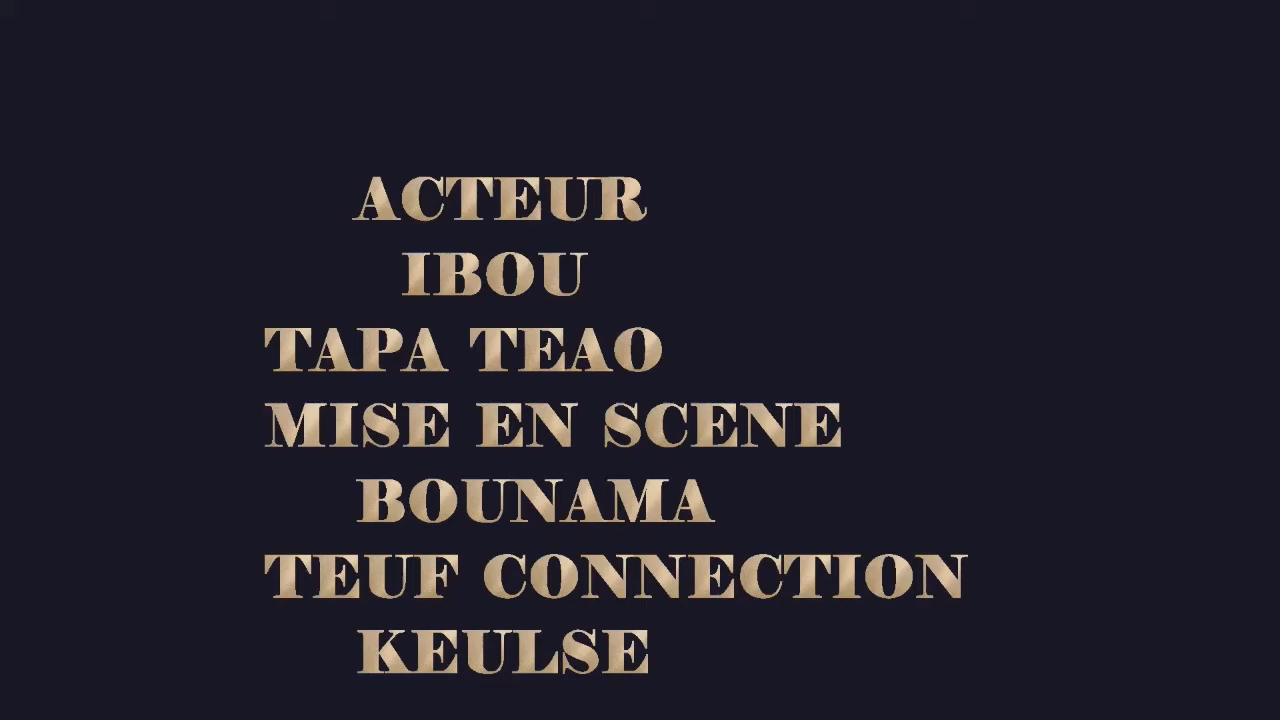 ACTEUR
IBOU
TAPA TEAO
MISE EN SCENE
BOUNAMA
TEUF CONNECTION
KEULSE